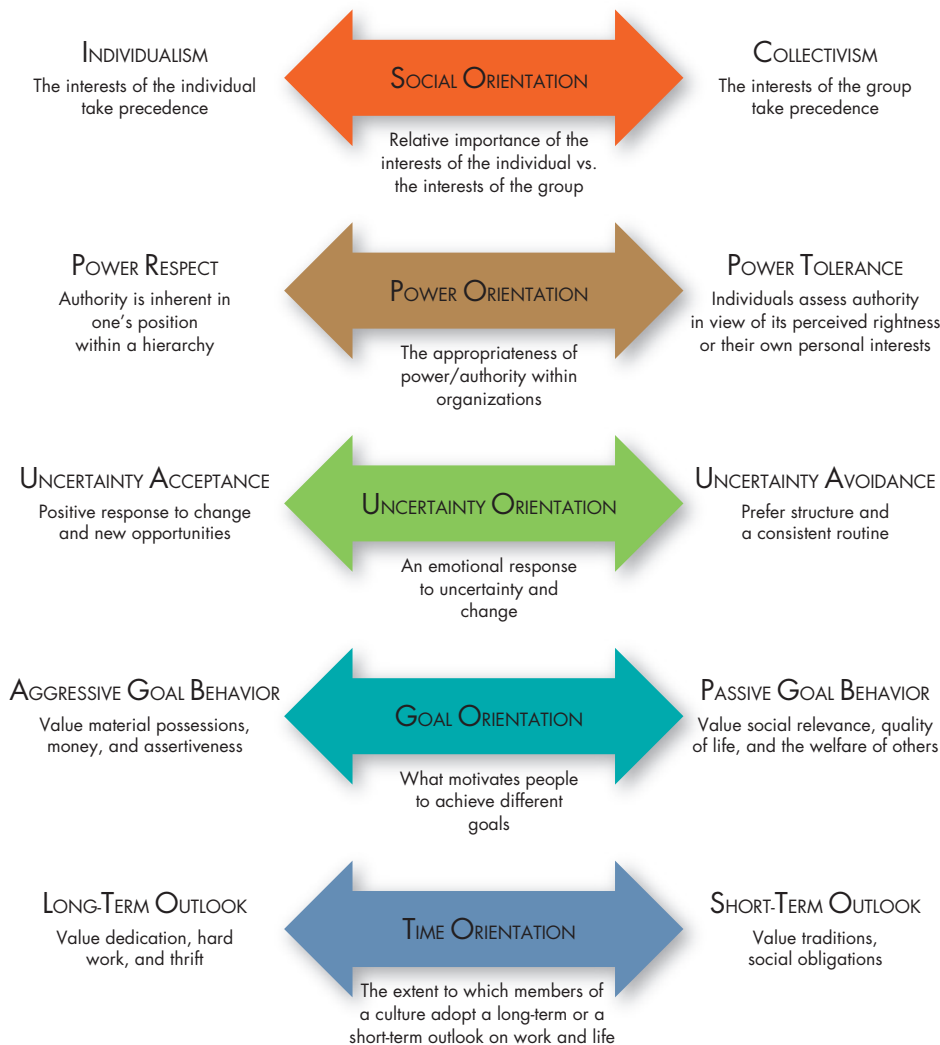 INDIVIDUALISM
The interests of the individual
take precedence
SOCIAL ORIENTATION
Relative importance of the
interests of the individual vs.
the interests of the group
COLLECTIVISM
The interests of the group
take precedence
POWER RESPECT
Authority is inherent in
one's position
within a hierarchy
POWER ORIENTATION
The appropriateness of
power/authority within
organizations
POWER TOLERANCE
Individuals assess authority
in view of its perceived rightness
or their own personal interests
UNCERTAINTY ACCEPTANCE
Positive response to change
and new opportunities
UNCERTAINTY ORIENTATION
An emotional response
to uncertainty and
change
UNCERTAINTY AVOIDANCE
Prefer structure and
a consistent routine
AGGRESSIVE GOAL BEHAVIOR
Value material possessions,
money, and assertiveness
GOAL ORIENTATION
What motivates people
to achieve different
goals
PASSIVE GOAL BEHAVIOR
Value social relevance, quality
of life, and the welfare of others
LONG-TERM OUTLOOK
Value dedication, hard
work, and thrift
TIME ORIENTATION
The extent to which members of
a culture adopt a long-term or a
short-term outlook on work and life
SHORT-TERM OUTLOOK
Value traditions,
social obligations